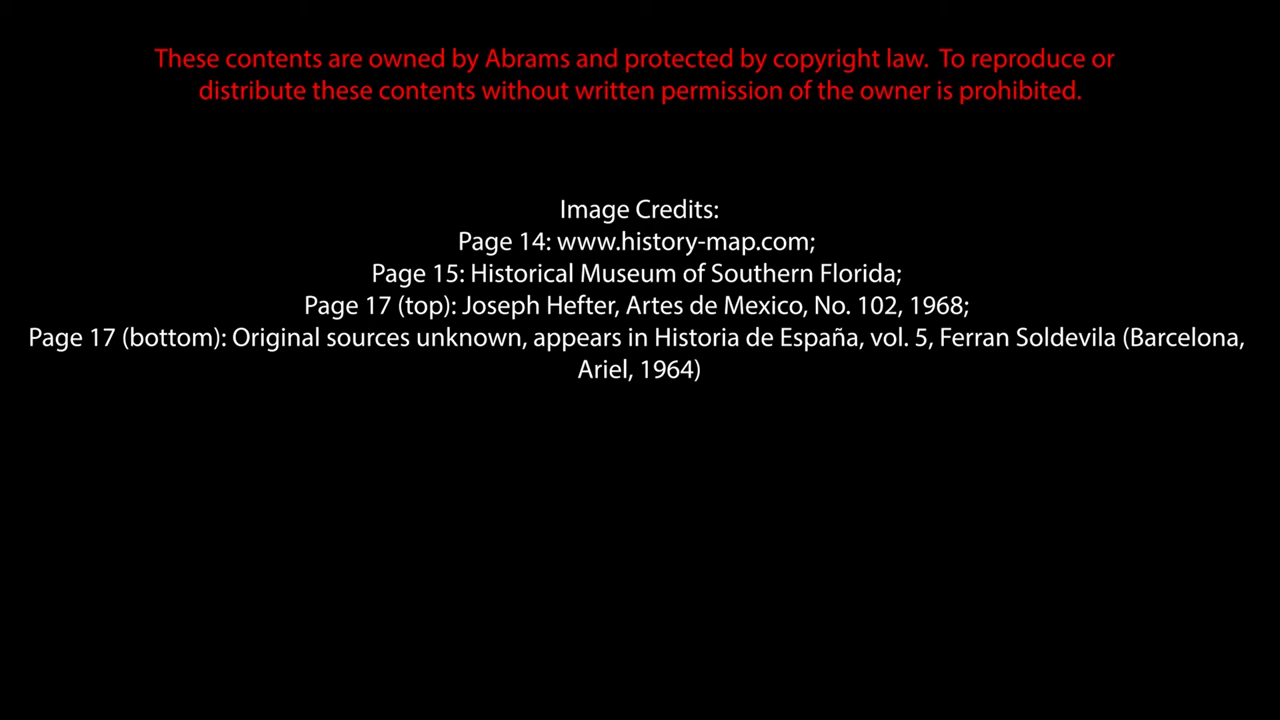 These contents are owned by Abrams and protected by copyright law.  To reproduce or
distribute these contents without written permission of the owner is prohibited.
Image Credits:
Page 14: www.history-map.com;
Page 15: Historical Museum of Southern Florida;
Page 17 (top): Joseph Hefter, Artes de Mexico, No. 102, 1968;
Page 17 (bottom): Original sources unknown, appears in Historia de España, vol. 5, Ferran Soldevila (Barcelona,
Ariel, 1964)